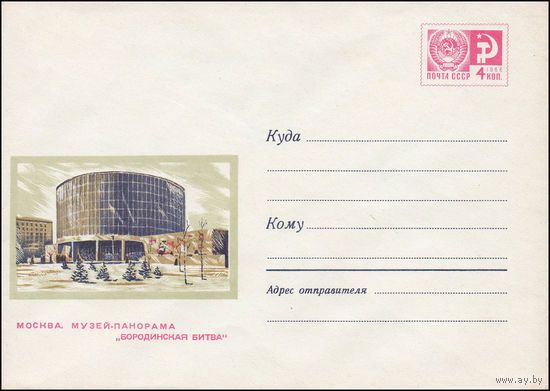 ПОЧТА СССР
1966
4 КОП.
Куда
Кому
Адрес отправителя
МОСКВА. МУЗЕЙ-ПАНОРАМА
„БОРОДИНСКАЯ БИТВА"
www.ay.by